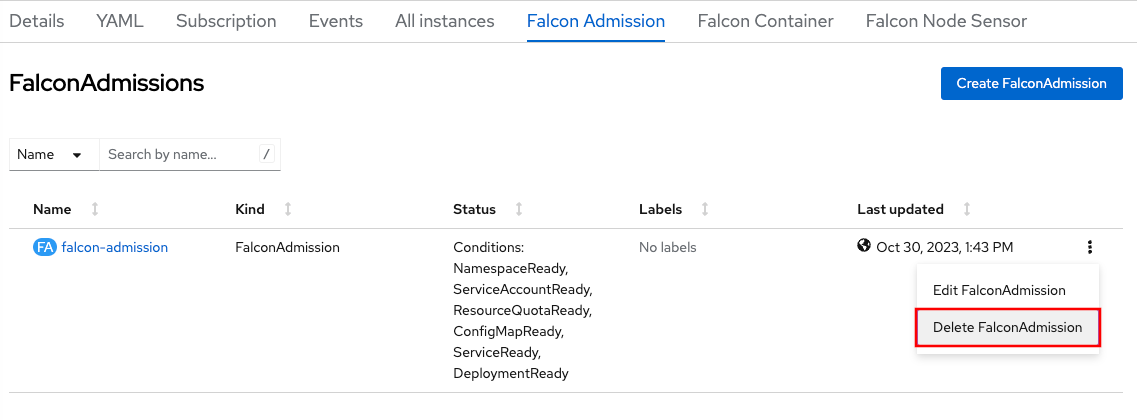 Details YAML Subscription Events All instances Falcon Admission Falcon Container Falcon Node Sensor
FalconAdmissions
Create FalconAdmission
Name Search by name... /
Name Kind Status Labels Last updated
FA falcon-admission FalconAdmission Conditions: No labels Oct 30, 2023, 1:43 PM
NamespaceReady,
ServiceAccountReady,
Edit FalconAdmission
ResourceQuotaReady,
Delete FalconAdmission
ConfigMapReady,
ServiceReady,
DeploymentReady